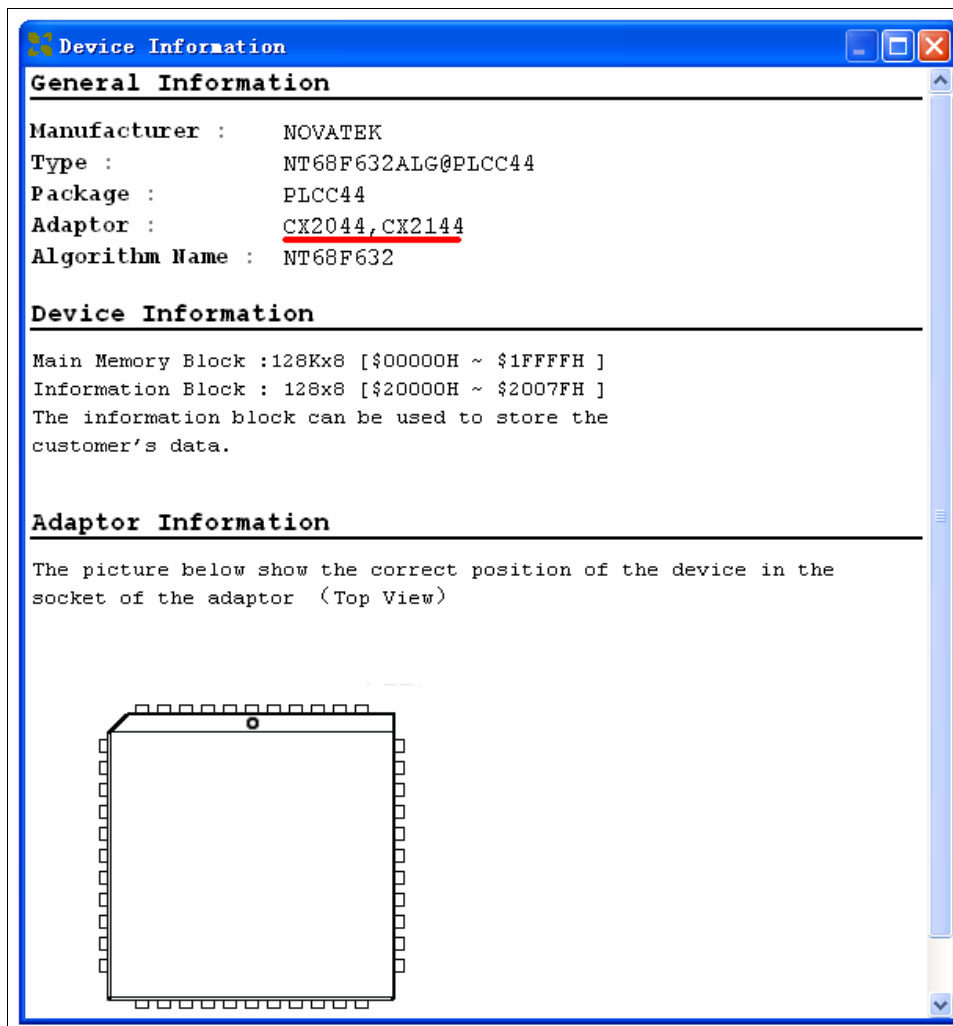 Device Information
General Information
Manufacturer : NOVATEK
Type : NT68F632ALG@PLCC44
Package : PLCC44
Adaptor : CX2044,CX2144
Algorithm Name : NT68F632
Device Information
Main Memory Block :128Kx8 [$00000H ~ $1FFFFH ]
Information Block : 128x8 [$20000H ~ $2007FH ]
The information block can be used to store the
customer's data.
Adaptor Information
The picture below show the correct position of the device in the
socket of the adaptor （Top View）